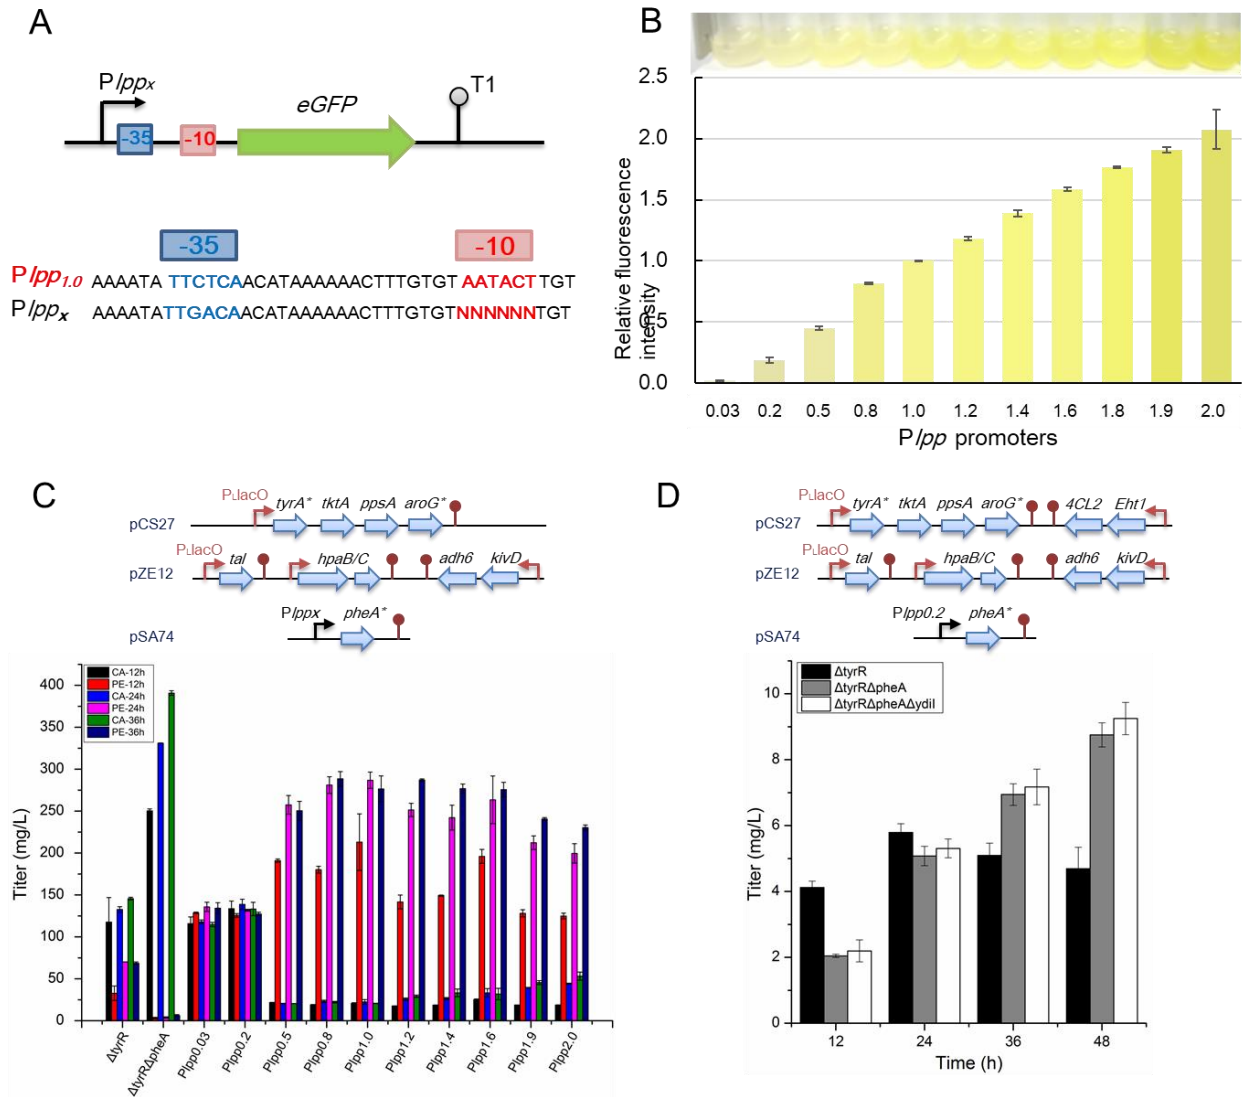 A
Plppx
-35
-10
eGFP
T1
-35
-10
Plpp1.0 AAAATA TTCTCAACATAAAAAACTTTGTGT AATACT TGT
Plppx AAAATATTGACAACATAAAAAACTTTGTGTNNNNNNTGT
B
Relative fluorescence
intensity
2.5
2.0
1.5
1.0
0.5
0.0
0.03 0.2 0.5 0.8 1.0 1.2 1.4 1.6 1.8 1.9 2.0
Plpp promoters
C
PLlacO tyrA* tktA ppsA aroG*
pCS27
PLlacO tal hpaB/C adh6 kivD
pZE12
Plppx pheA*
pSA74
CA-12h
PE-12h
CA-24h
PE-24h
CA-36h
PE-36h
Titer (mg/L)
400
350
300
250
200
150
100
50
0
ΔtyrR
ΔtyrRΔpheA
Plpp0.03
Plpp0.2
Plpp0.5
Plpp0.8
Plpp1.0
Plpp1.2
Plpp1.4
Plpp1.6
Plpp1.9
Plpp2.0
D
PLlacO tyrA* tktA ppsA aroG* 4CL2 Eht1
pCS27
PLlacO tal hpaB/C adh6 kivD
pZE12
Plpp0.2 pheA*
pSA74
ΔtyrR
ΔtyrRΔpheA
ΔtyrRΔpheAΔydiI
Titer (mg/L)
10
8
6
4
2
0
12 24 36 48
Time (h)